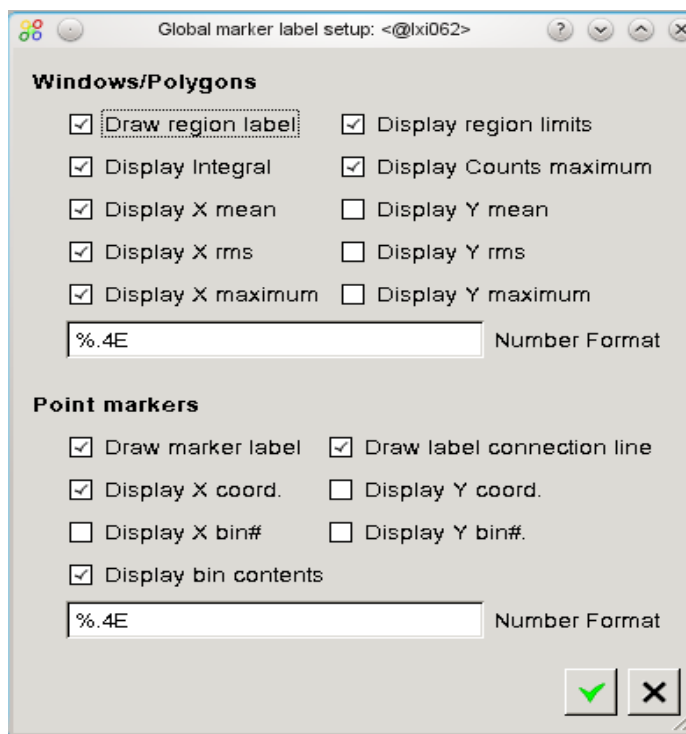 Global marker label setup: <@lxi062>
Windows/Polygons
Draw region label Display region limits
Display Integral Display Counts maximum
Display X mean Display Y mean
Display X rms Display Y rms
Display X maximum Display Y maximum
%.4E Number Format
Point markers
Draw marker label Draw label connection line
Display X coord. Display Y coord.
Display X bin# Display Y bin#.
Display bin contents
%.4E Number Format